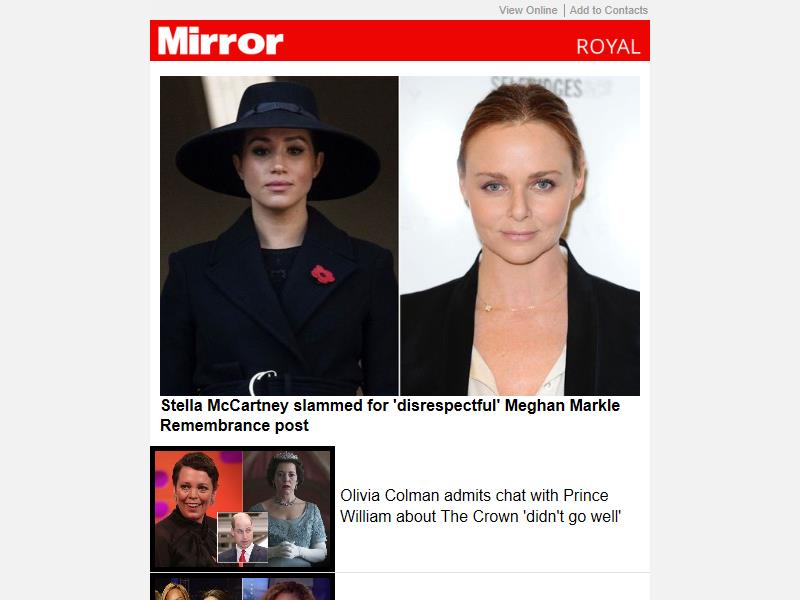 View Online | Add to Contacts
Mirror
ROYAL
SELFRIDGES
Stella McCartney slammed for 'disrespectful' Meghan Markle
Remembrance post
Olivia Colman admits chat with Prince
William about The Crown 'didn't go well'